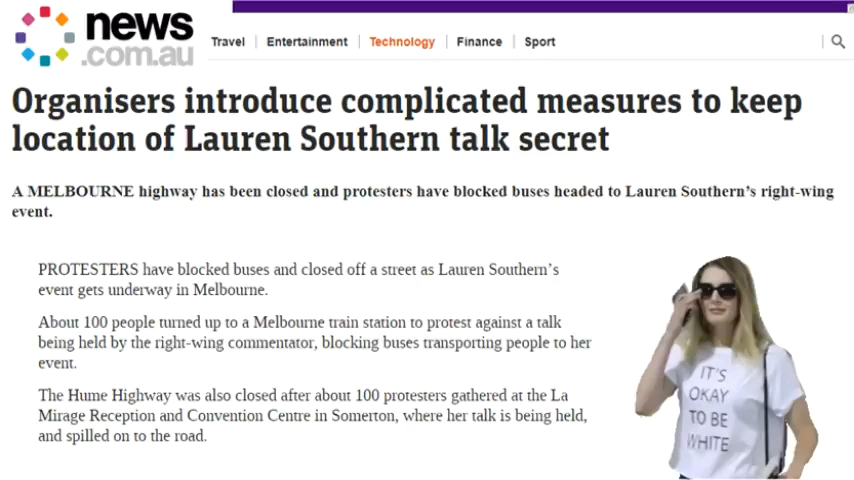 news
.com.au
Travel
Entertainment
Technology
Finance
Sport
Organisers introduce complicated measures to keep
location of Lauren Southern talk secret
A MELBOURNE highway has been closed and protesters have blocked buses headed to Lauren Southern's right-wing
event.
PROTESTERS have blocked buses and closed off a street as Lauren Southern's
event gets underway in Melbourne.
About 100 people turned up to a Melbourne train station to protest against a talk
being held by the right-wing commentator, blocking buses transporting people to her
event.
The Hume Highway was also closed after about 100 protesters gathered at the La
Mirage Reception and Convention Centre in Somerton, where her talk is being held,
and spilled on to the road.
IT'S
OKAY
TO BE
WHITE